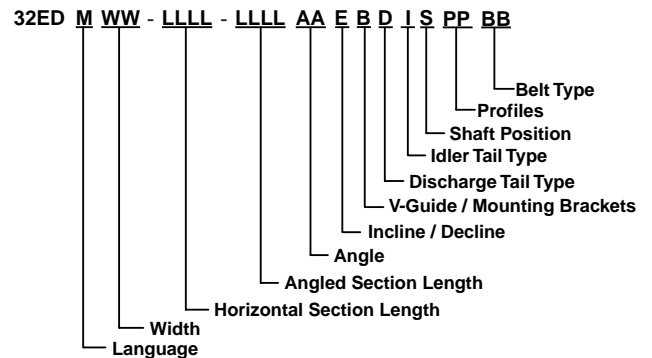 32ED M WW - LLLL - LLLL AA E B D I S PP BB
Belt Type
Profiles
Shaft Position
Idler Tail Type
Discharge Tail Type
V-Guide / Mounting Brackets
Incline / Decline
Angle
Angled Section Length
Horizontal Section Length
Width
Language